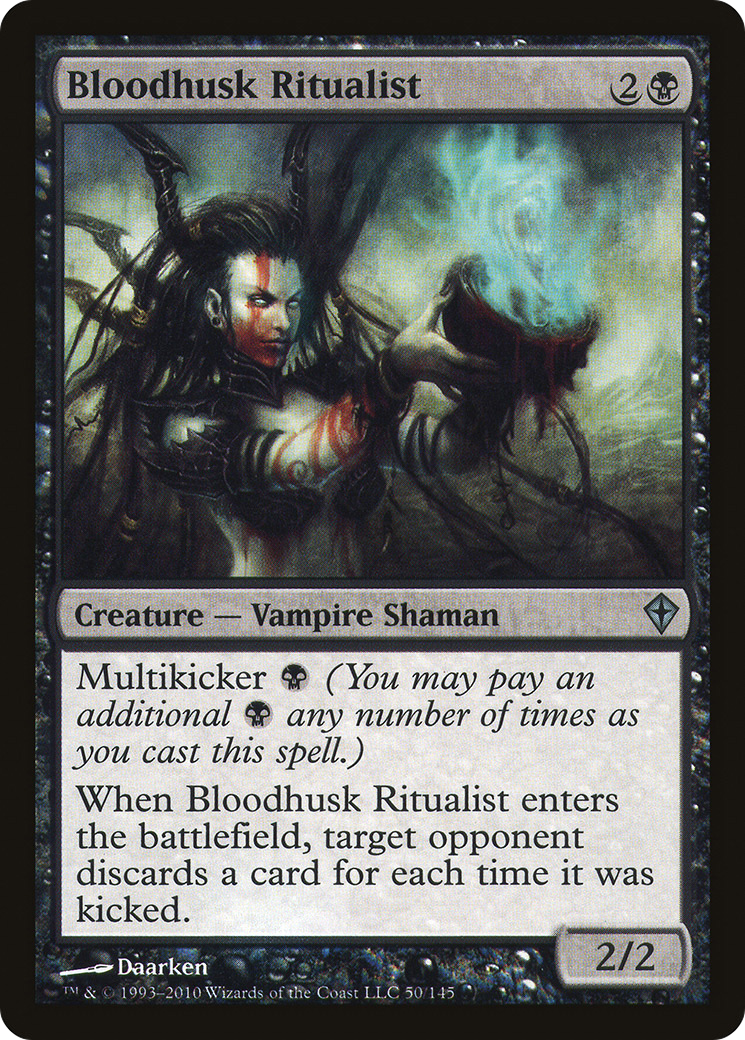 Bloodhusk Ritualist 2
Creature — Vampire Shaman
Multikicker (You may pay an
additional any number of times as
you cast this spell.)
When Bloodhusk Ritualist enters
the battlefield, target opponent
discards a card for each time it was
kicked.
2/2
Daarken
™ & © 1993–2010 Wizards of the Coast LLC 50/145